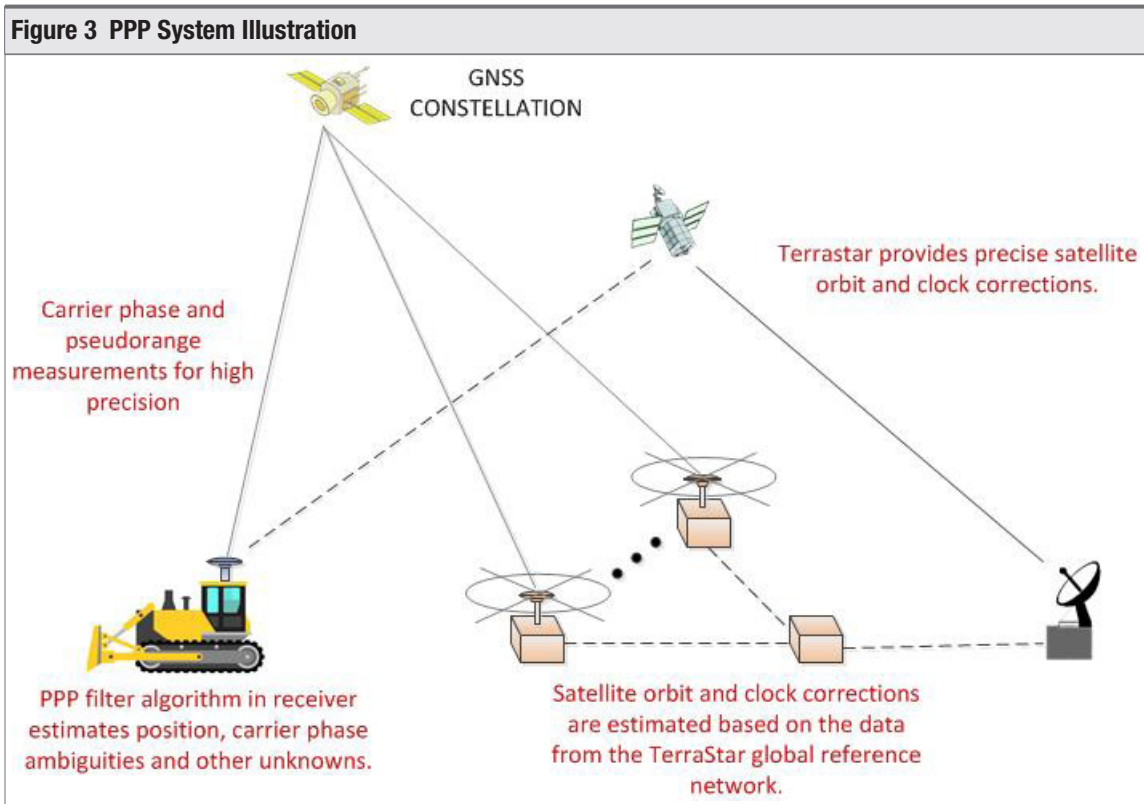 Figure 3 PPP System Illustration
GNSS
CONSTELLATION
Terrastar provides precise satellite
orbit and clock corrections.
Carrier phase and
pseudorange
measurements for high
precision
PPP filter algorithm in receiver
estimates position, carrier phase
ambiguities and other unknowns.
Satellite orbit and clock corrections
are estimated based on the data
from the TerraStar global reference
network.